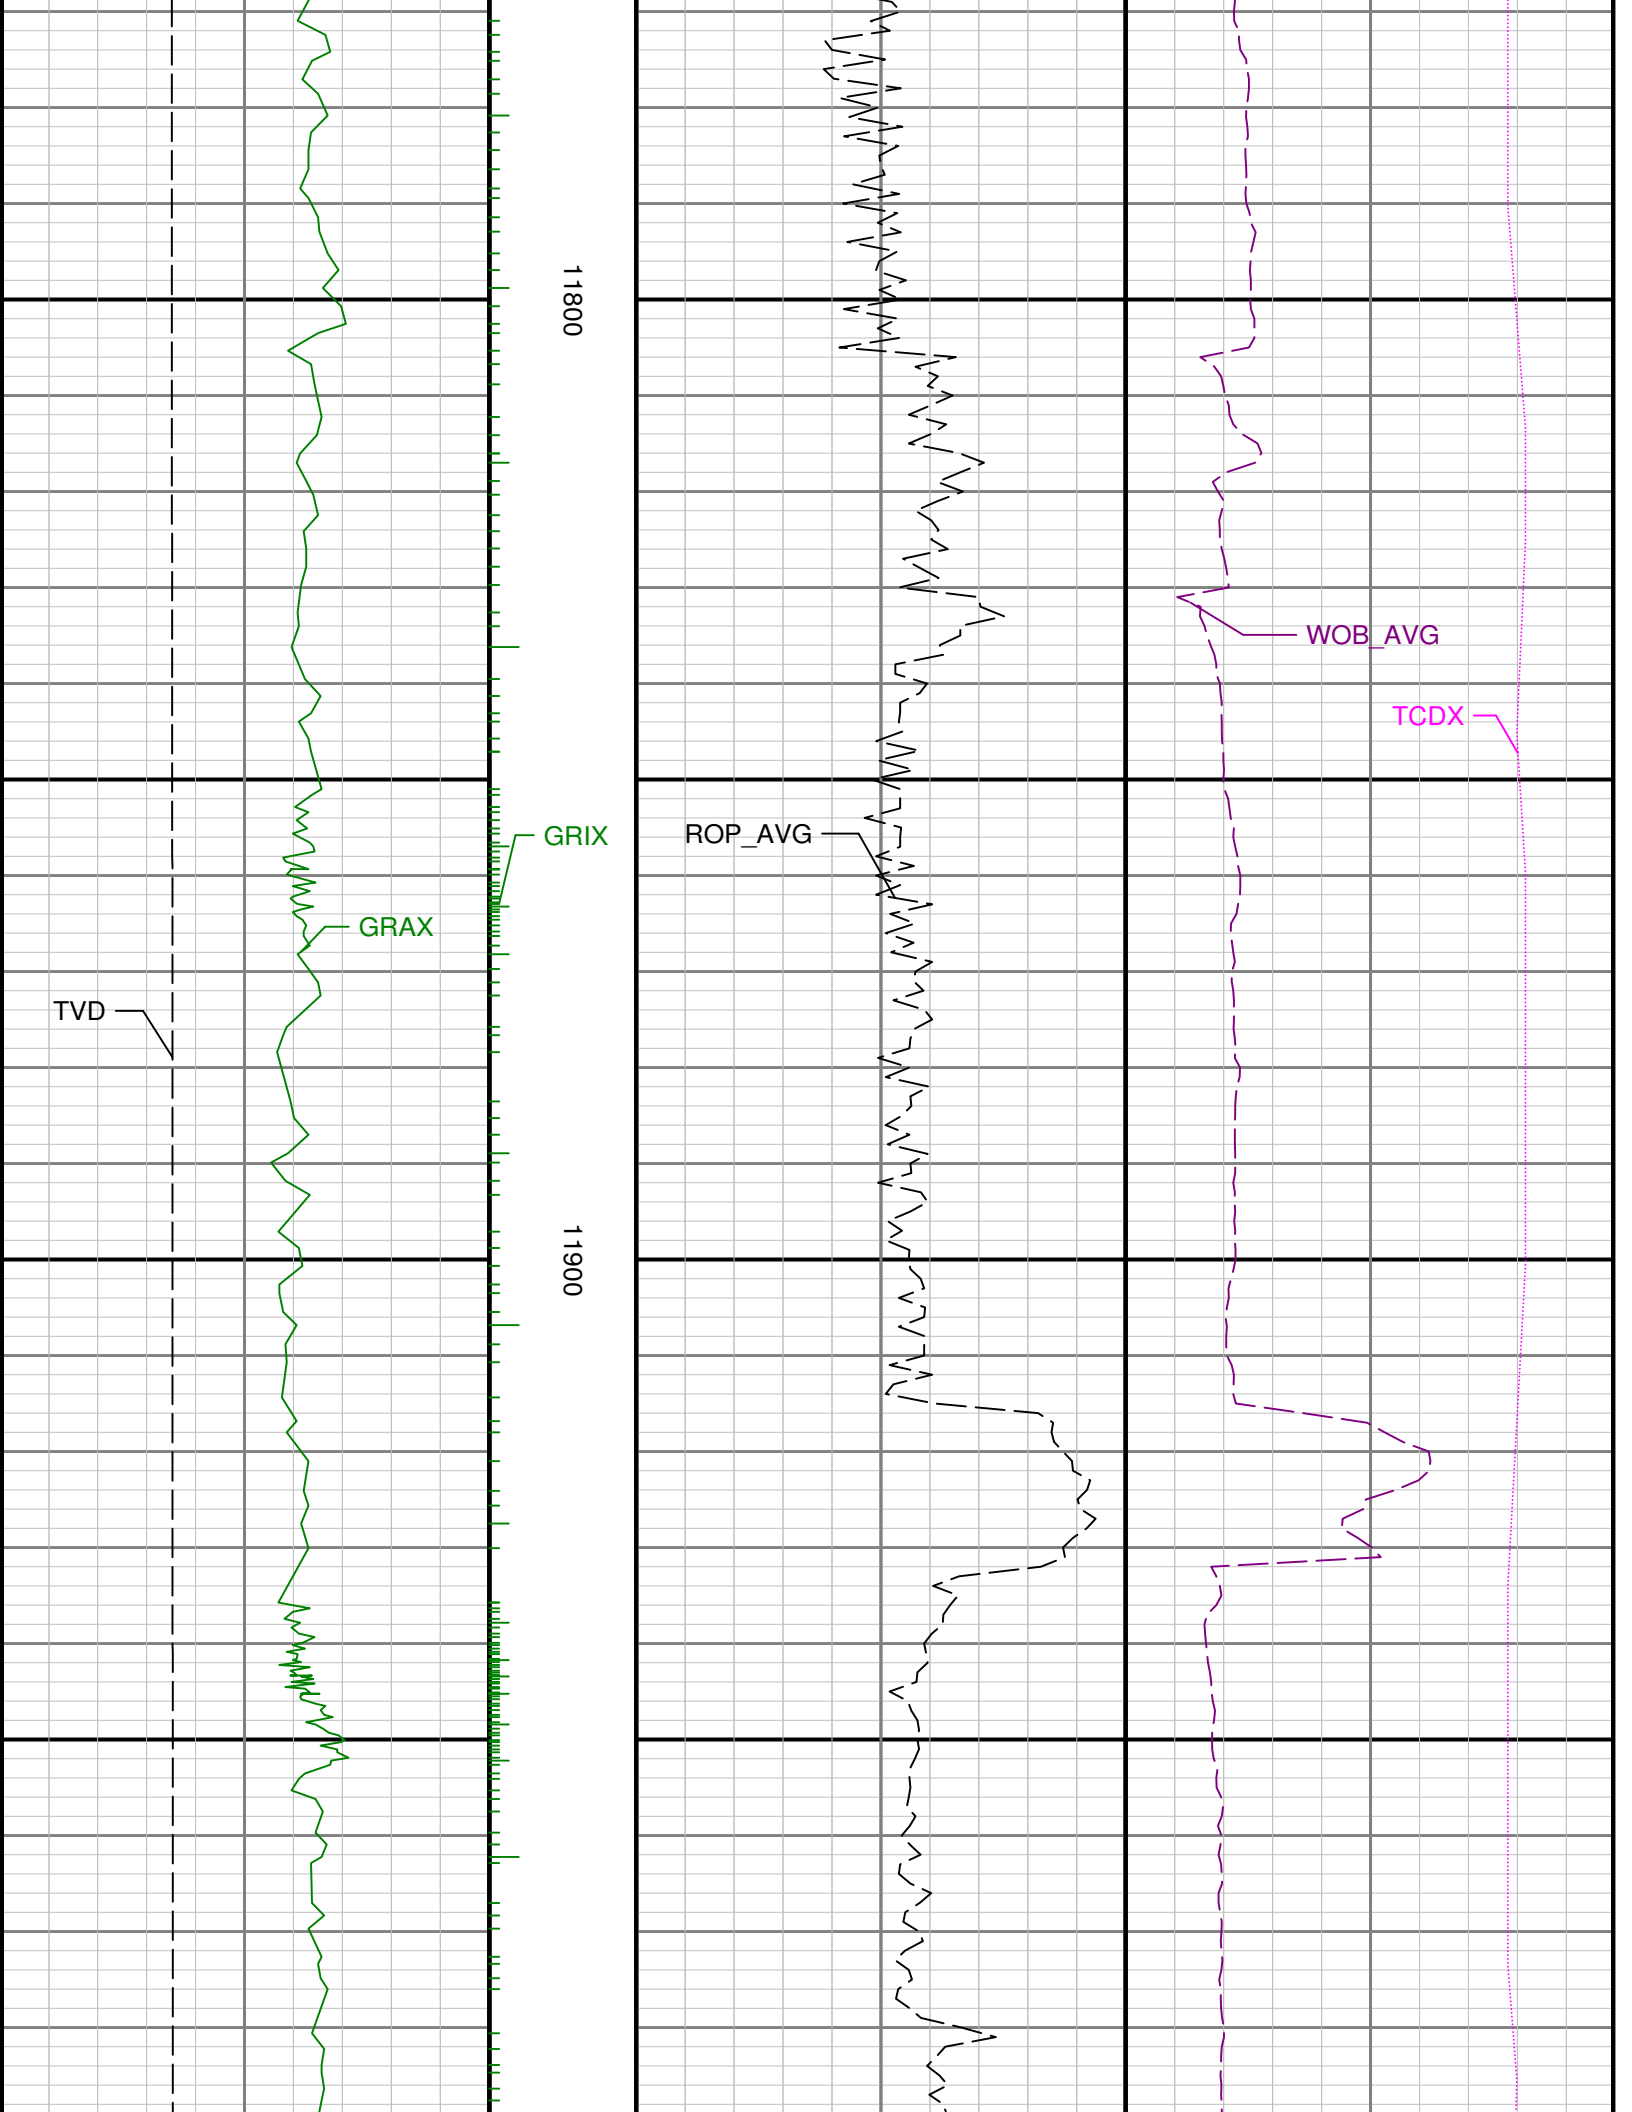 11800
WOB_AVG
TCDX
ROP_AVG
GRIX
GRAX
TVD
11900